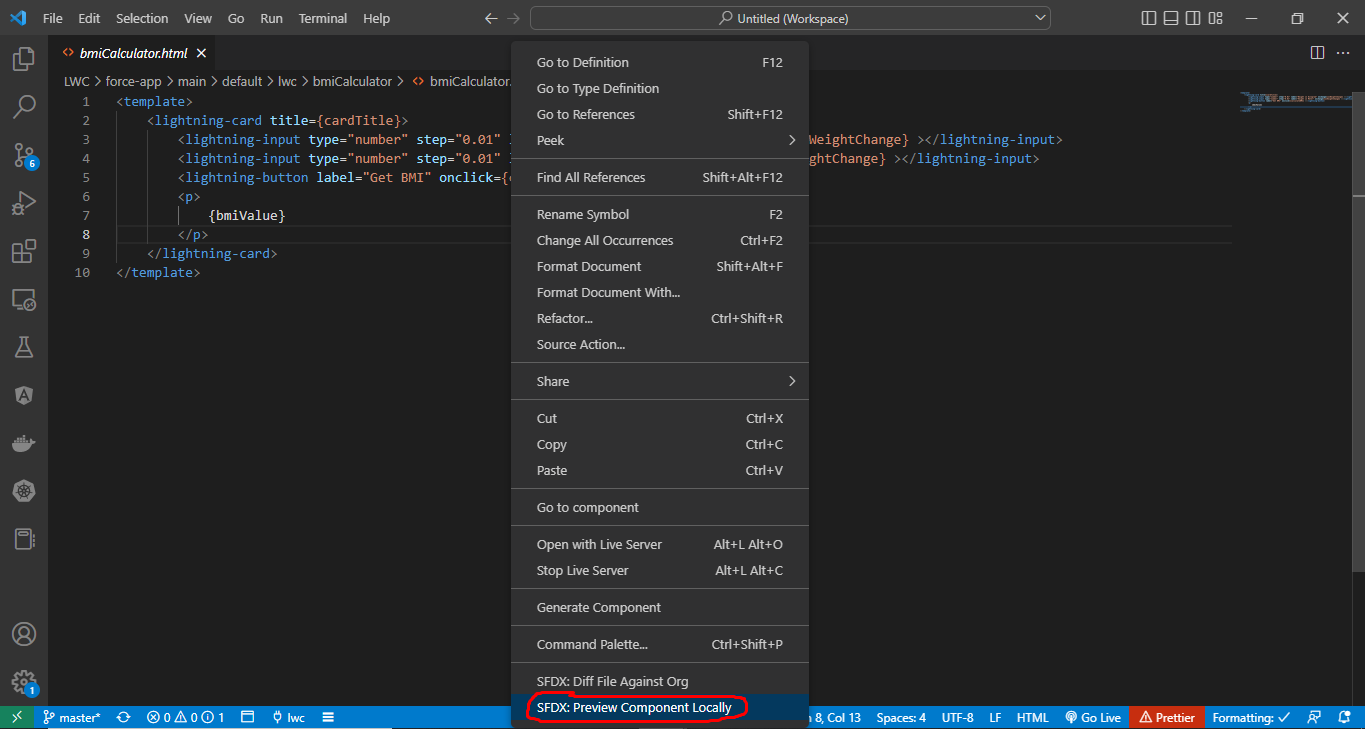 File Edit Selection View Go Run Terminal Help
Untitled (Workspace)
bmiCalculator.html
LWC > force-app > main > default > lwc > bmiCalculator > bmiCalculator.
1 <template>
2 <lightning-card title={cardTitle}>
3 <lightning-input type="number" step="0.01" WeightChange} ></lightning-input>
4 <lightning-input type="number" step="0.01" ghtChange} ></lightning-input>
5 <lightning-button label="Get BMI" onclick={
6 <p>
7 {bmiValue}
8 </p>
9 </lightning-card>
10 </template>
Go to Definition F12
Go to Type Definition
Go to References Shift+F12
Peek
Find All References Shift+Alt+F12
Rename Symbol F2
Change All Occurrences Ctrl+F2
Format Document Shift+Alt+F
Format Document With...
Refactor... Ctrl+Shift+R
Source Action...
Share
Cut Ctrl+X
Copy Ctrl+C
Paste Ctrl+V
Go to component
Open with Live Server Alt+L Alt+O
Stop Live Server Alt+L Alt+C
Generate Component
Command Palette... Ctrl+Shift+P
SFDX: Diff File Against Org
SFDX: Preview Component Locally
6
1
master* 0 0 1 lwc 8, Col 13 Spaces: 4 UTF-8 LF HTML Go Live Prettier Formatting: ✓